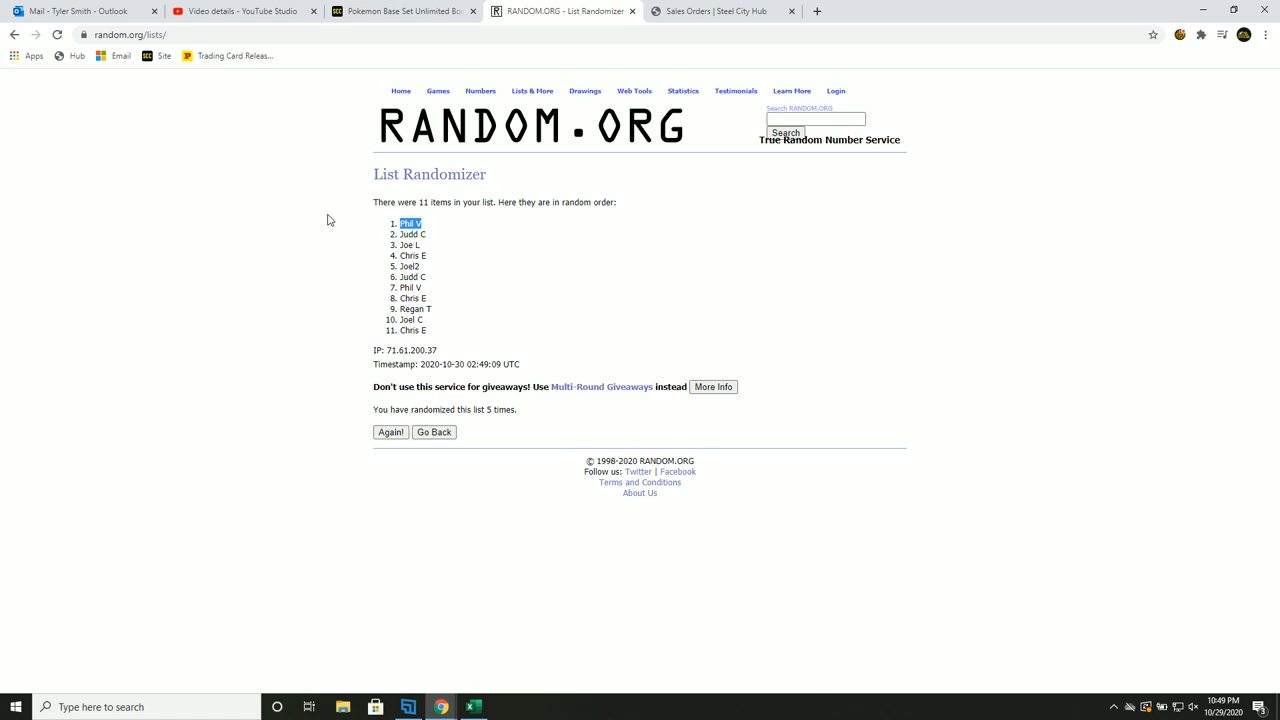 Mail - Tyler Smith - Outlook
Video details - YouTube Studio
Pokemon Base Set Unlimited Bo
RANDOM.ORG - List Randomizer
Sales Orders | Steel City Hub
random.org/lists/
Apps
Hub
Email
SCC
Site
Trading Card Releas...
Home
Games
Numbers
Lists & More
Drawings
Web Tools
Statistics
Testimonials
Learn More
Login
RANDOM.ORG
Search RANDOM.ORG
Search
True Random Number Service
List Randomizer
There were 11 items in your list. Here they are in random order:
1. Phil V
2. Judd C
3. Joe L
4. Chris E
5. Joel2
6. Judd C
7. Phil V
8. Chris E
9. Regan T
10. Joel C
11. Chris E
IP: 71.61.200.37
Timestamp: 2020-10-30 02:49:09 UTC
Don't use this service for giveaways! Use Multi-Round Giveaways instead More Info
You have randomized this list 5 times.
Again! Go Back
© 1998-2020 RANDOM.ORG
Follow us: Twitter | Facebook
Terms and Conditions
About Us
Type here to search
10:49 PM
10/29/2020
3